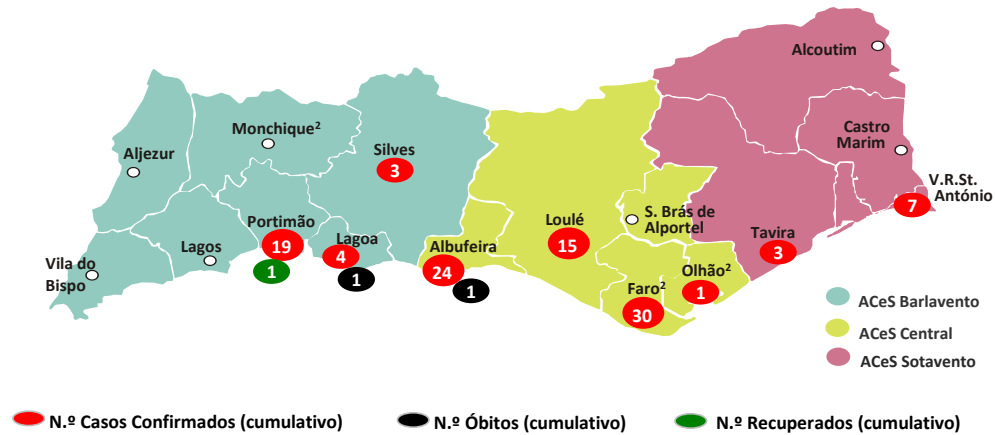 Alcoutim
Monchique²
Castro
Marim
Aljezur
Silves
3
V.R.St.
António
7
Portimão
19
1
Lagoa
4
1
Albufeira
24
1
Loulé
15
S. Brás de
Alportel
Tavira
3
Lagos
Vila do
Bispo
Olhão²
1
Faro²
30
ACeS Barlavento
ACeS Central
ACeS Sotavento
N.º Casos Confirmados (cumulativo)
N.º Óbitos (cumulativo)
N.º Recuperados (cumulativo)